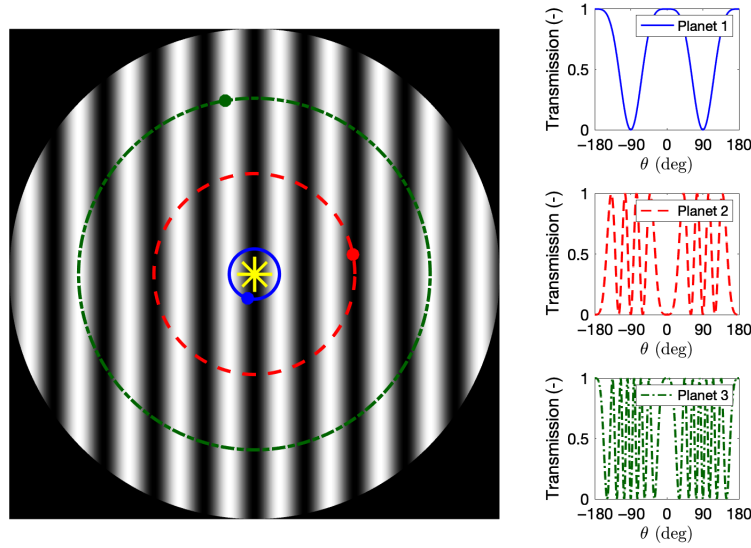 Transmission (-)
1
0.5
0
Planet 1
-180 -90 0 90 180
θ (deg)
Transmission (-)
1
0.5
0
Planet 2
-180 -90 0 90 180
θ (deg)
Transmission (-)
1
0.5
0
Planet 3
-180 -90 0 90 180
θ (deg)